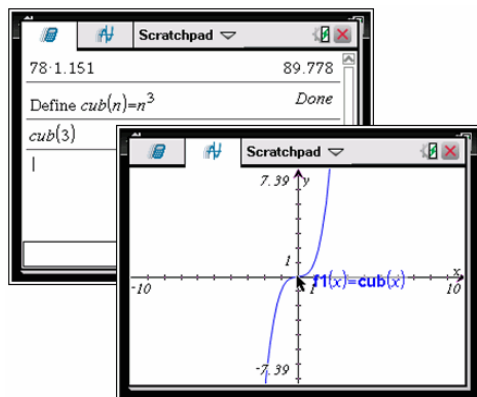 Scratchpad
78·1.151 89.778
Define cub(n)=n³ Done
cub(3)
Scratchpad
7.39 y
1
x
-10 1 10
f1(x)=cub(x)
-7.39